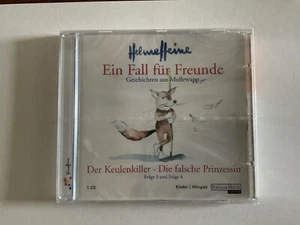 Helme Heine
Ein Fall für Freunde
Geschichten aus Mullewapp
Der Keulenkiller - Die falsche Prinzessin
Folge 3 und Folge 4
1 CD
Kinder | Hörspiel